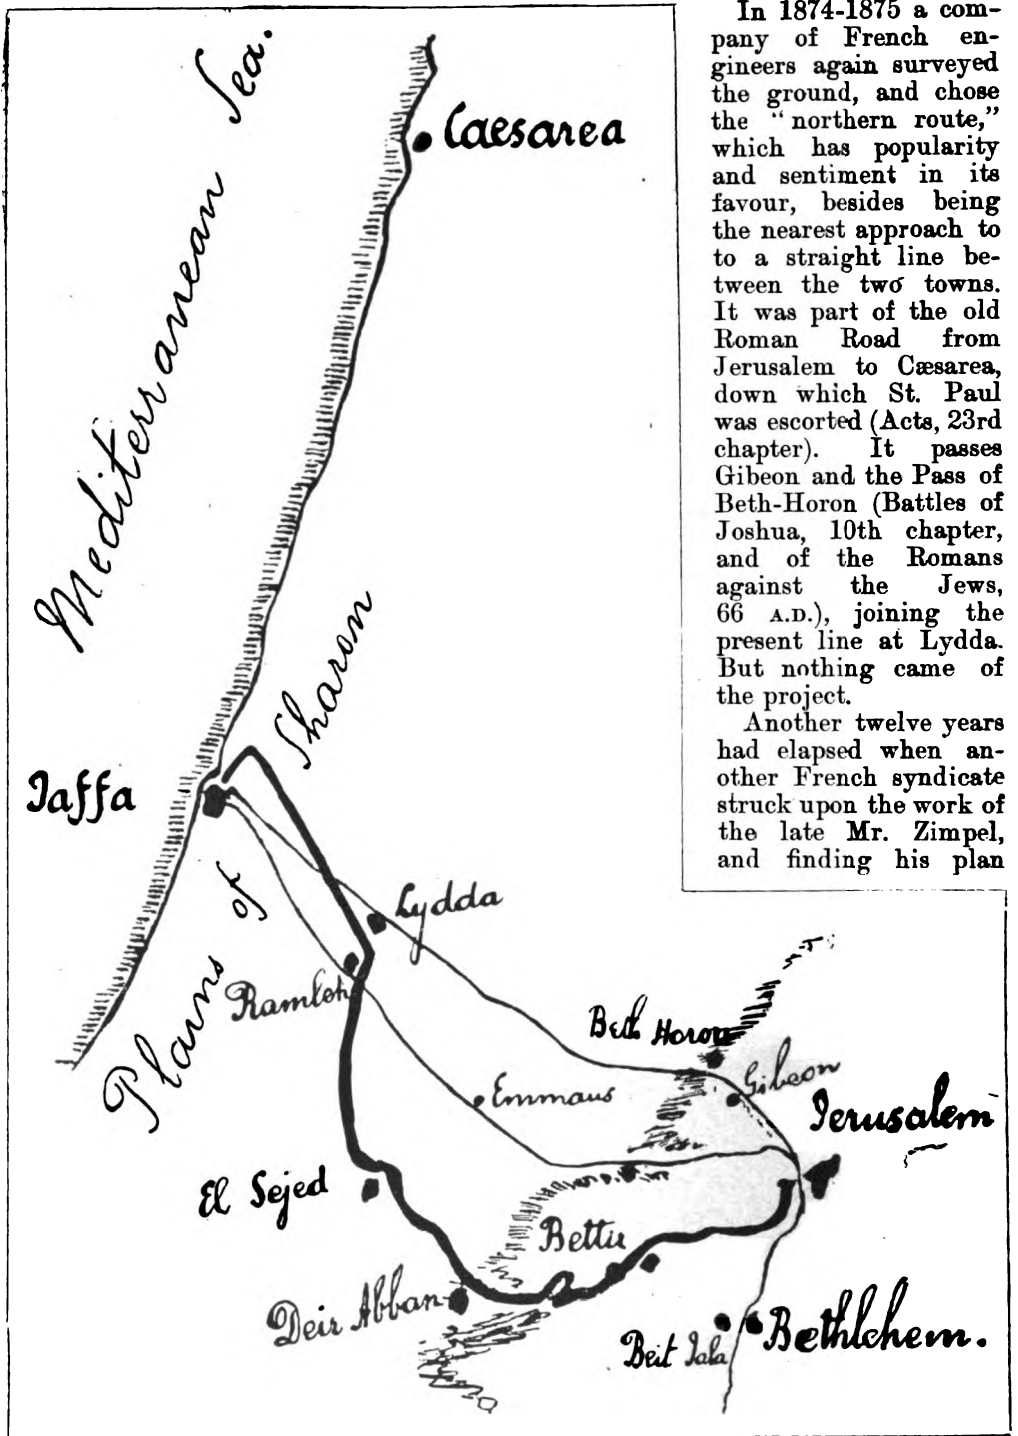 Mediterranean Sea.
Caesarea
Jaffa
Plains of Sharon
Lydda
Ramleh
Beth Horon
Gibeon
Emmaus
Jerusalem
El Sejed
Bettir
Deir Abban
Beit Jala
Bethlehem.
In 1874-1875 a com-
pany of French en-
gineers again surveyed
the ground, and chose
the “northern route,”
which has popularity
and sentiment in its
favour, besides being
the nearest approach to
to a straight line be-
tween the two towns.
It was part of the old
Roman Road from
Jerusalem to Cæsarea,
down which St. Paul
was escorted (Acts, 23rd
chapter). It passes
Gibeon and the Pass of
Beth-Horon (Battles of
Joshua, 10th chapter,
and of the Romans
against the Jews,
66 A.D.), joining the
present line at Lydda.
But nothing came of
the project.
Another twelve years
had elapsed when an-
other French syndicate
struck upon the work of
the late Mr. Zimpel,
and finding his plan